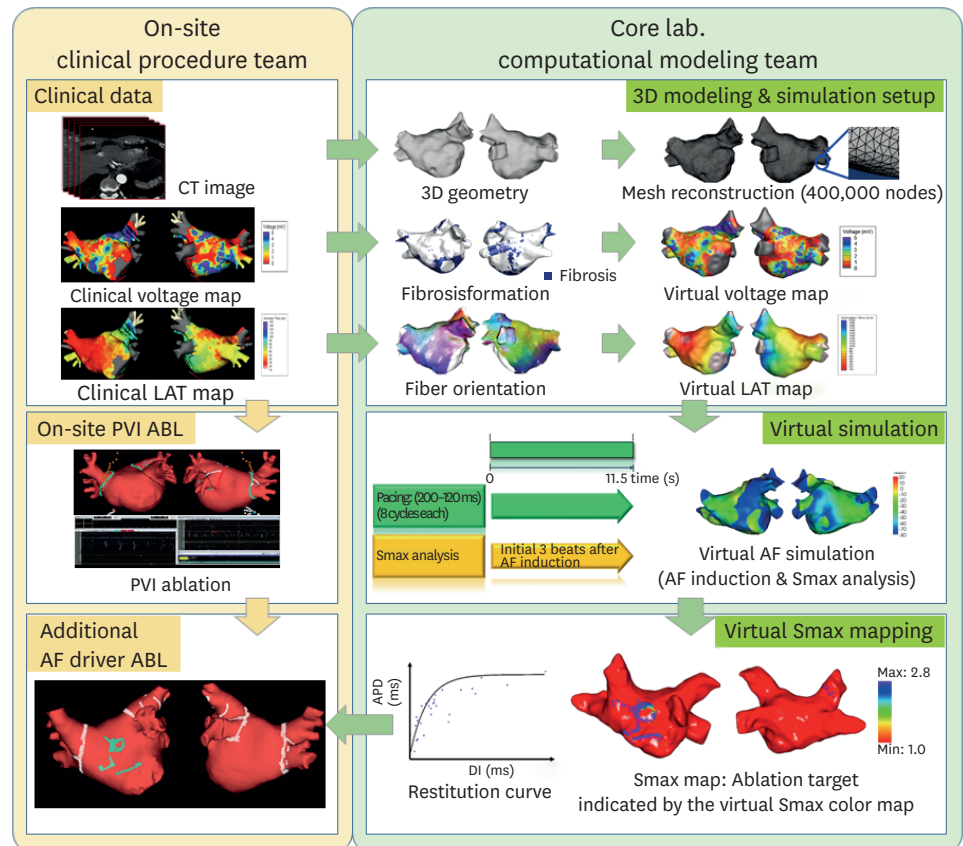 On-site
clinical procedure team
Core lab.
computational modeling team
Clinical data
CT image
Clinical voltage map
Clinical LAT map
3D modeling & simulation setup
3D geometry
Mesh reconstruction (400,000 nodes)
Fibrosis
Fibrosisformation
Voltage (mV)
Virtual voltage map
Fiber orientation
Virtual LAT map
On-site PVI ABL
PVI ablation
Virtual simulation
0
11.5 time (s)
Pacing: (200–120 ms)
(8 cycles each)
Smax analysis
Initial 3 beats after
AF induction
Virtual AF simulation
(AF induction & Smax analysis)
Additional
AF driver ABL
Virtual Smax mapping
APD
(ms)
DI (ms)
Restitution curve
Max: 2.8
Min: 1.0
Smax map: Ablation target
indicated by the virtual Smax color map